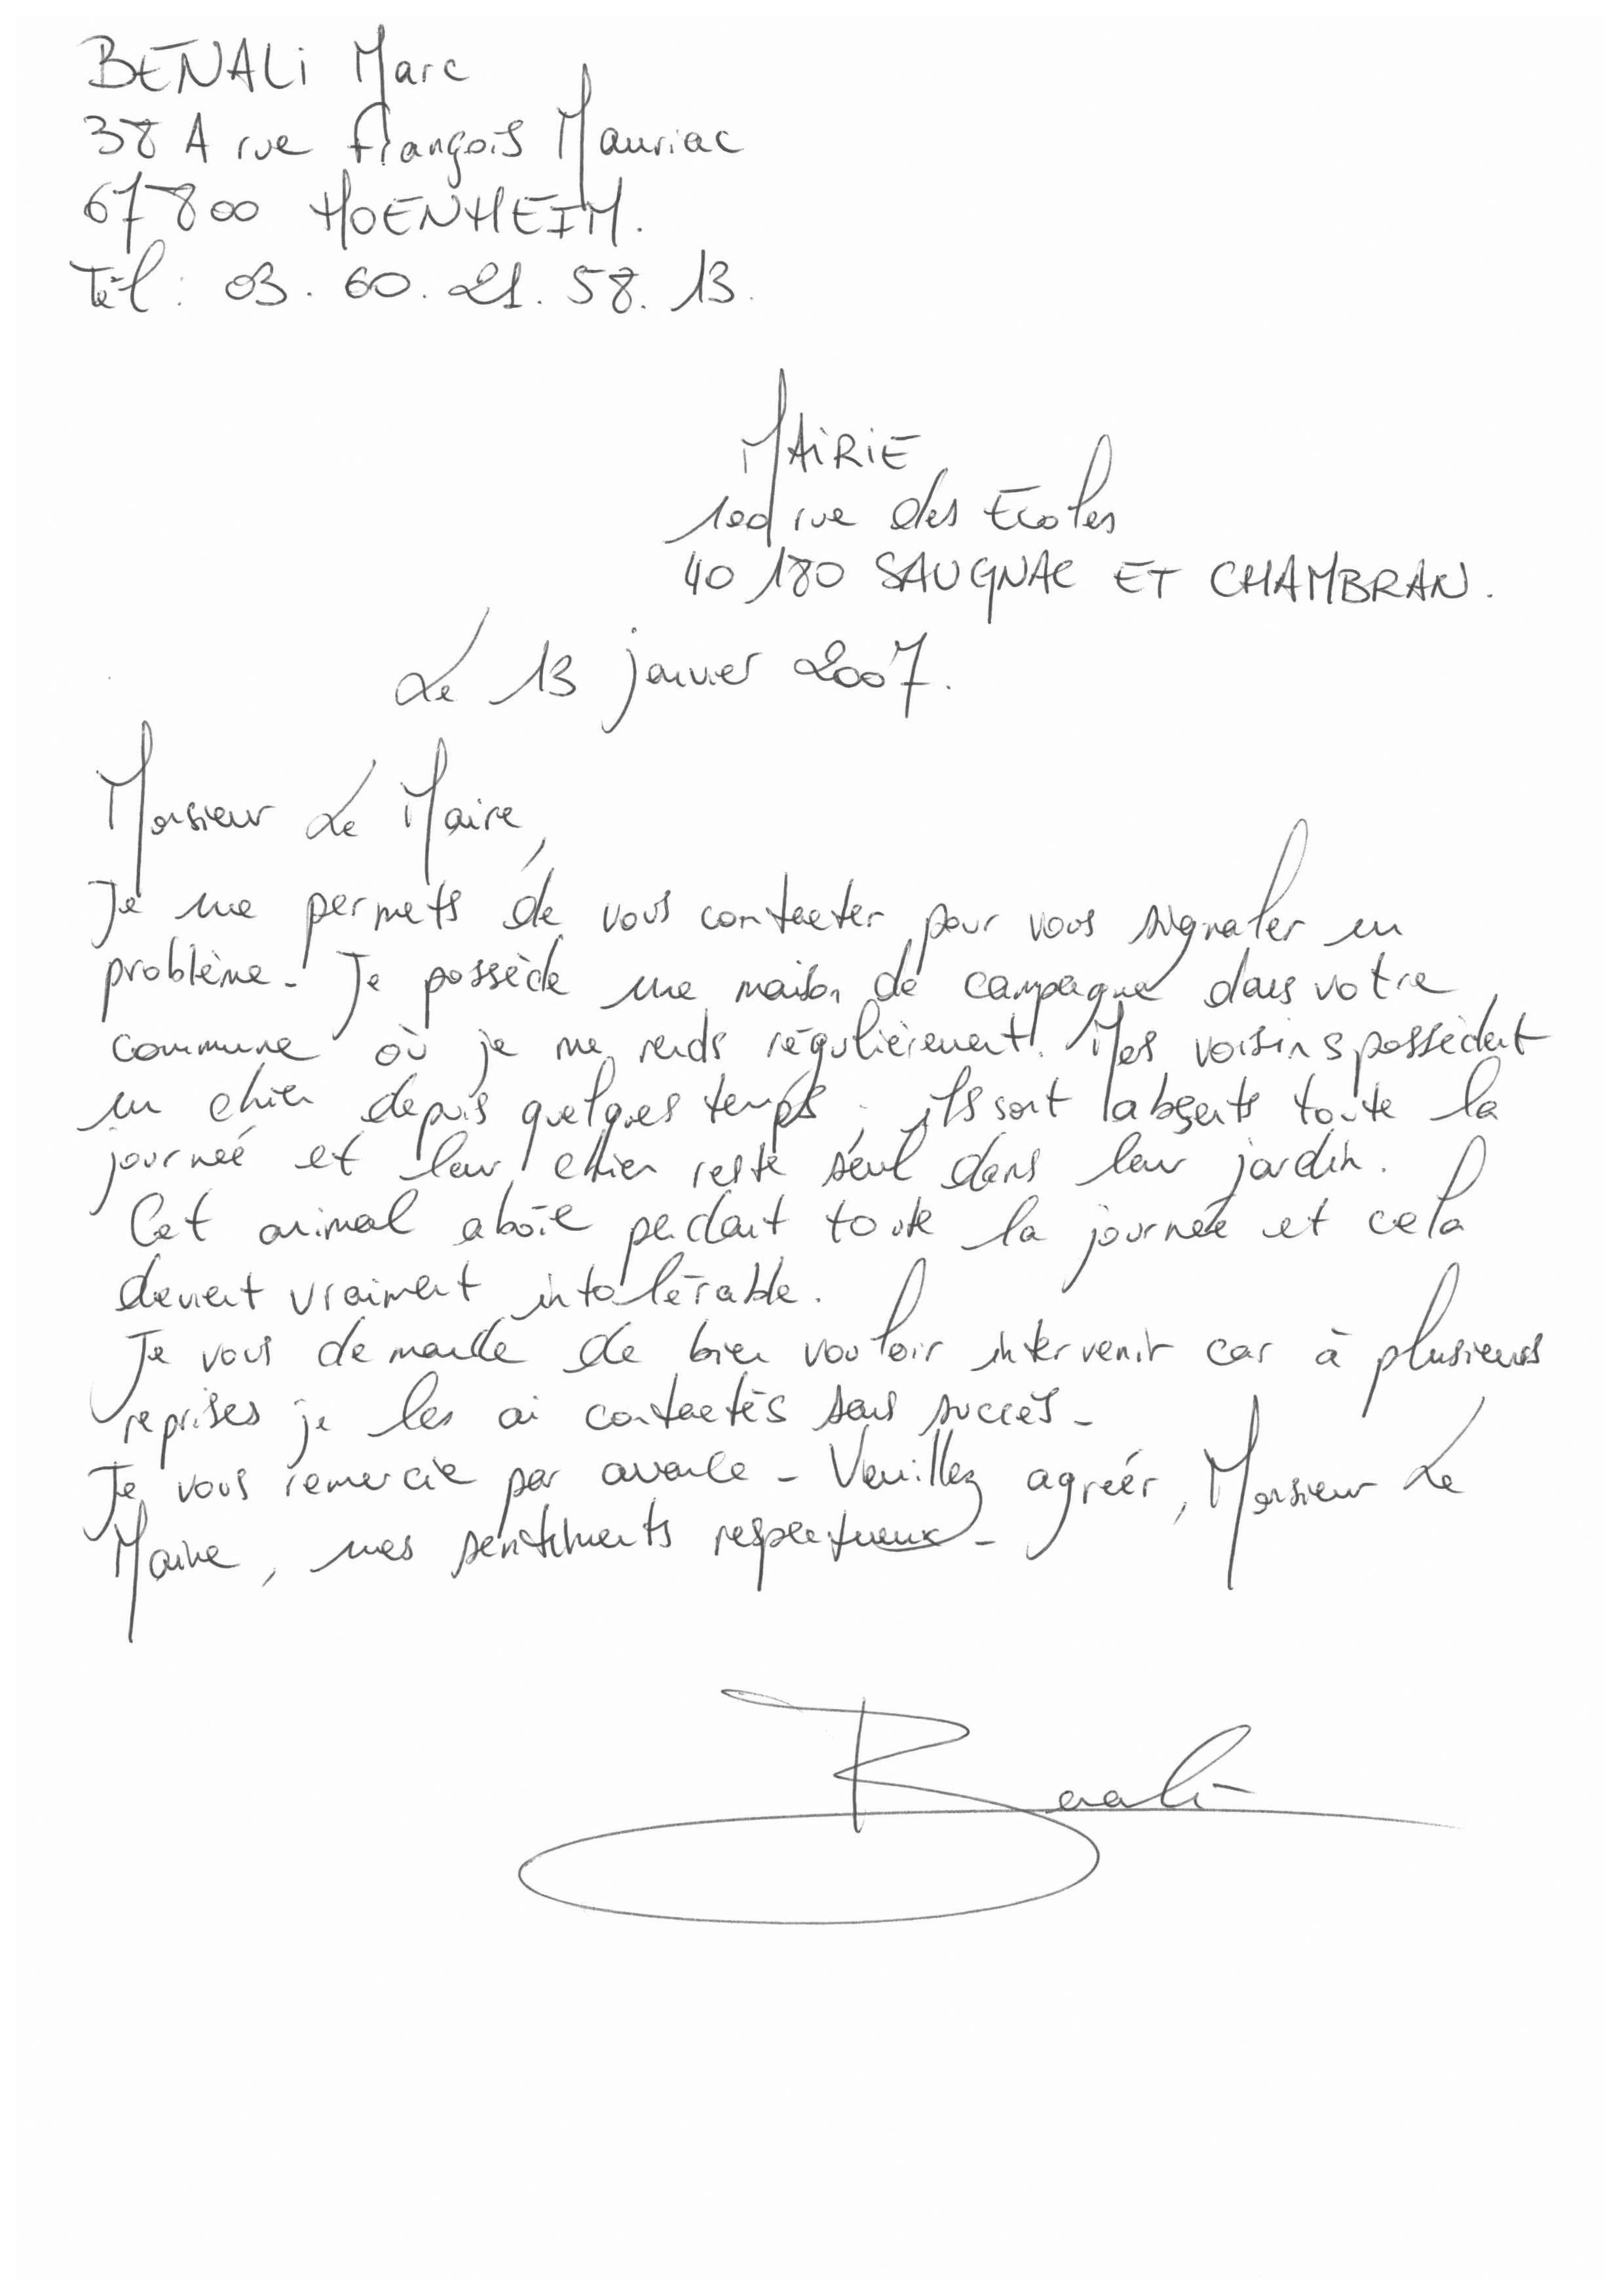 BENALI Marc
38 A rue François Mauriac
67800 HOENHEIM.
Tél : 03. 60. 21. 58. 13.
MAIRIE
100 rue des Ecoles
40180 SAUGNAC ET CHAMBRAN.
Le 13 janvier 2007.
Monsieur Le Maire,
Je me permets de vous contacter pour vous signaler un
problème. Je possède une maison de campagne dans votre
commune où je me rends régulièrement. Mes voisins possèdent
un chien depuis quelques temps ; ils sont absents toute la
journée et leur chien reste seul dans leur jardin.
Cet animal aboie pendant toute la journée et cela
devient vraiment intolérable.
Je vous demande de bien vouloir intervenir car à plusieurs
reprises je les ai contactés sans succès.
Je vous remercie par avance - Veuillez agréér, Monsieur Le
Maire, mes sentiments respectueux -
Benali